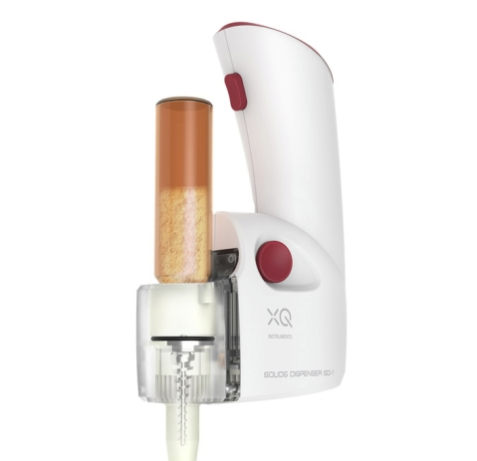 XQ
INSTRUMENTS
SOLIDS DISPENSER SD-1